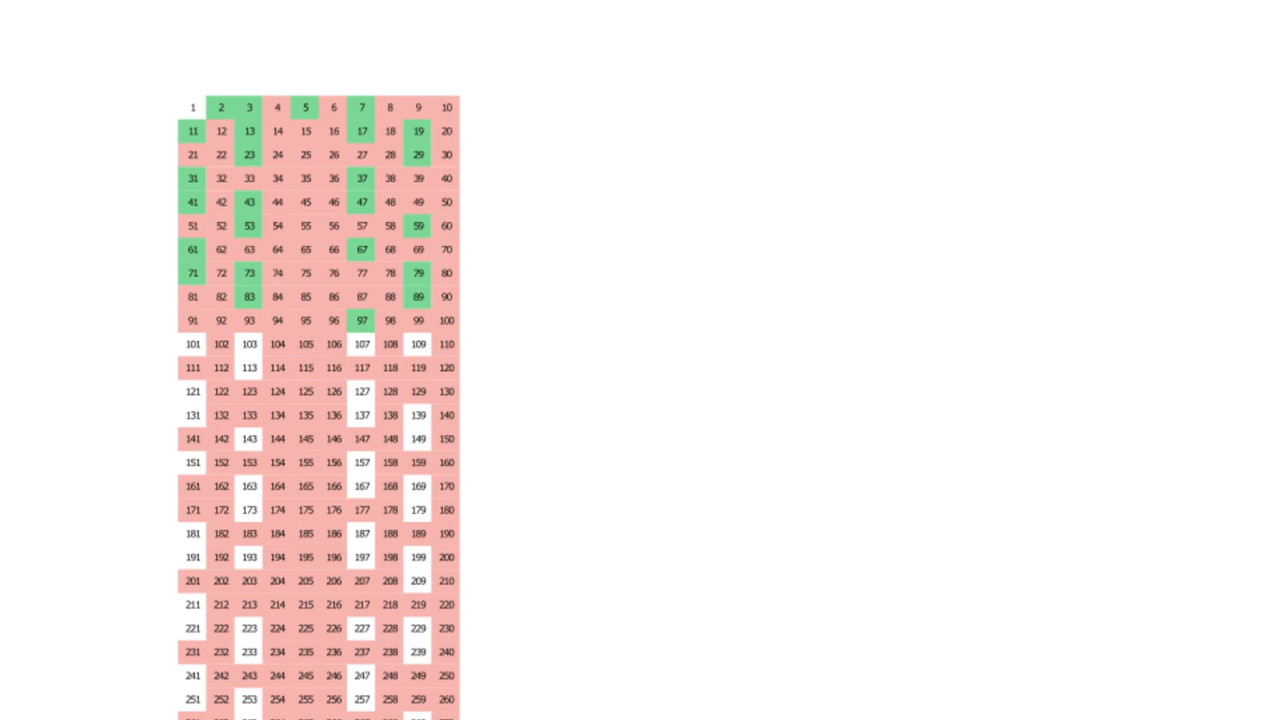 1 2 3 4 5 6 7 8 9 10
11 12 13 14 15 16 17 18 19 20
21 22 23 24 25 26 27 28 29 30
31 32 33 34 35 36 37 38 39 40
41 42 43 44 45 46 47 48 49 50
51 52 53 54 55 56 57 58 59 60
61 62 63 64 65 66 67 68 69 70
71 72 73 74 75 76 77 78 79 80
81 82 83 84 85 86 87 88 89 90
91 92 93 94 95 96 97 98 99 100
101 102 103 104 105 106 107 108 109 110
111 112 113 114 115 116 117 118 119 120
121 122 123 124 125 126 127 128 129 130
131 132 133 134 135 136 137 138 139 140
141 142 143 144 145 146 147 148 149 150
151 152 153 154 155 156 157 158 159 160
161 162 163 164 165 166 167 168 169 170
171 172 173 174 175 176 177 178 179 180
181 182 183 184 185 186 187 188 189 190
191 192 193 194 195 196 197 198 199 200
201 202 203 204 205 206 207 208 209 210
211 212 213 214 215 216 217 218 219 220
221 222 223 224 225 226 227 228 229 230
231 232 233 234 235 236 237 238 239 240
241 242 243 244 245 246 247 248 249 250
251 252 253 254 255 256 257 258 259 260